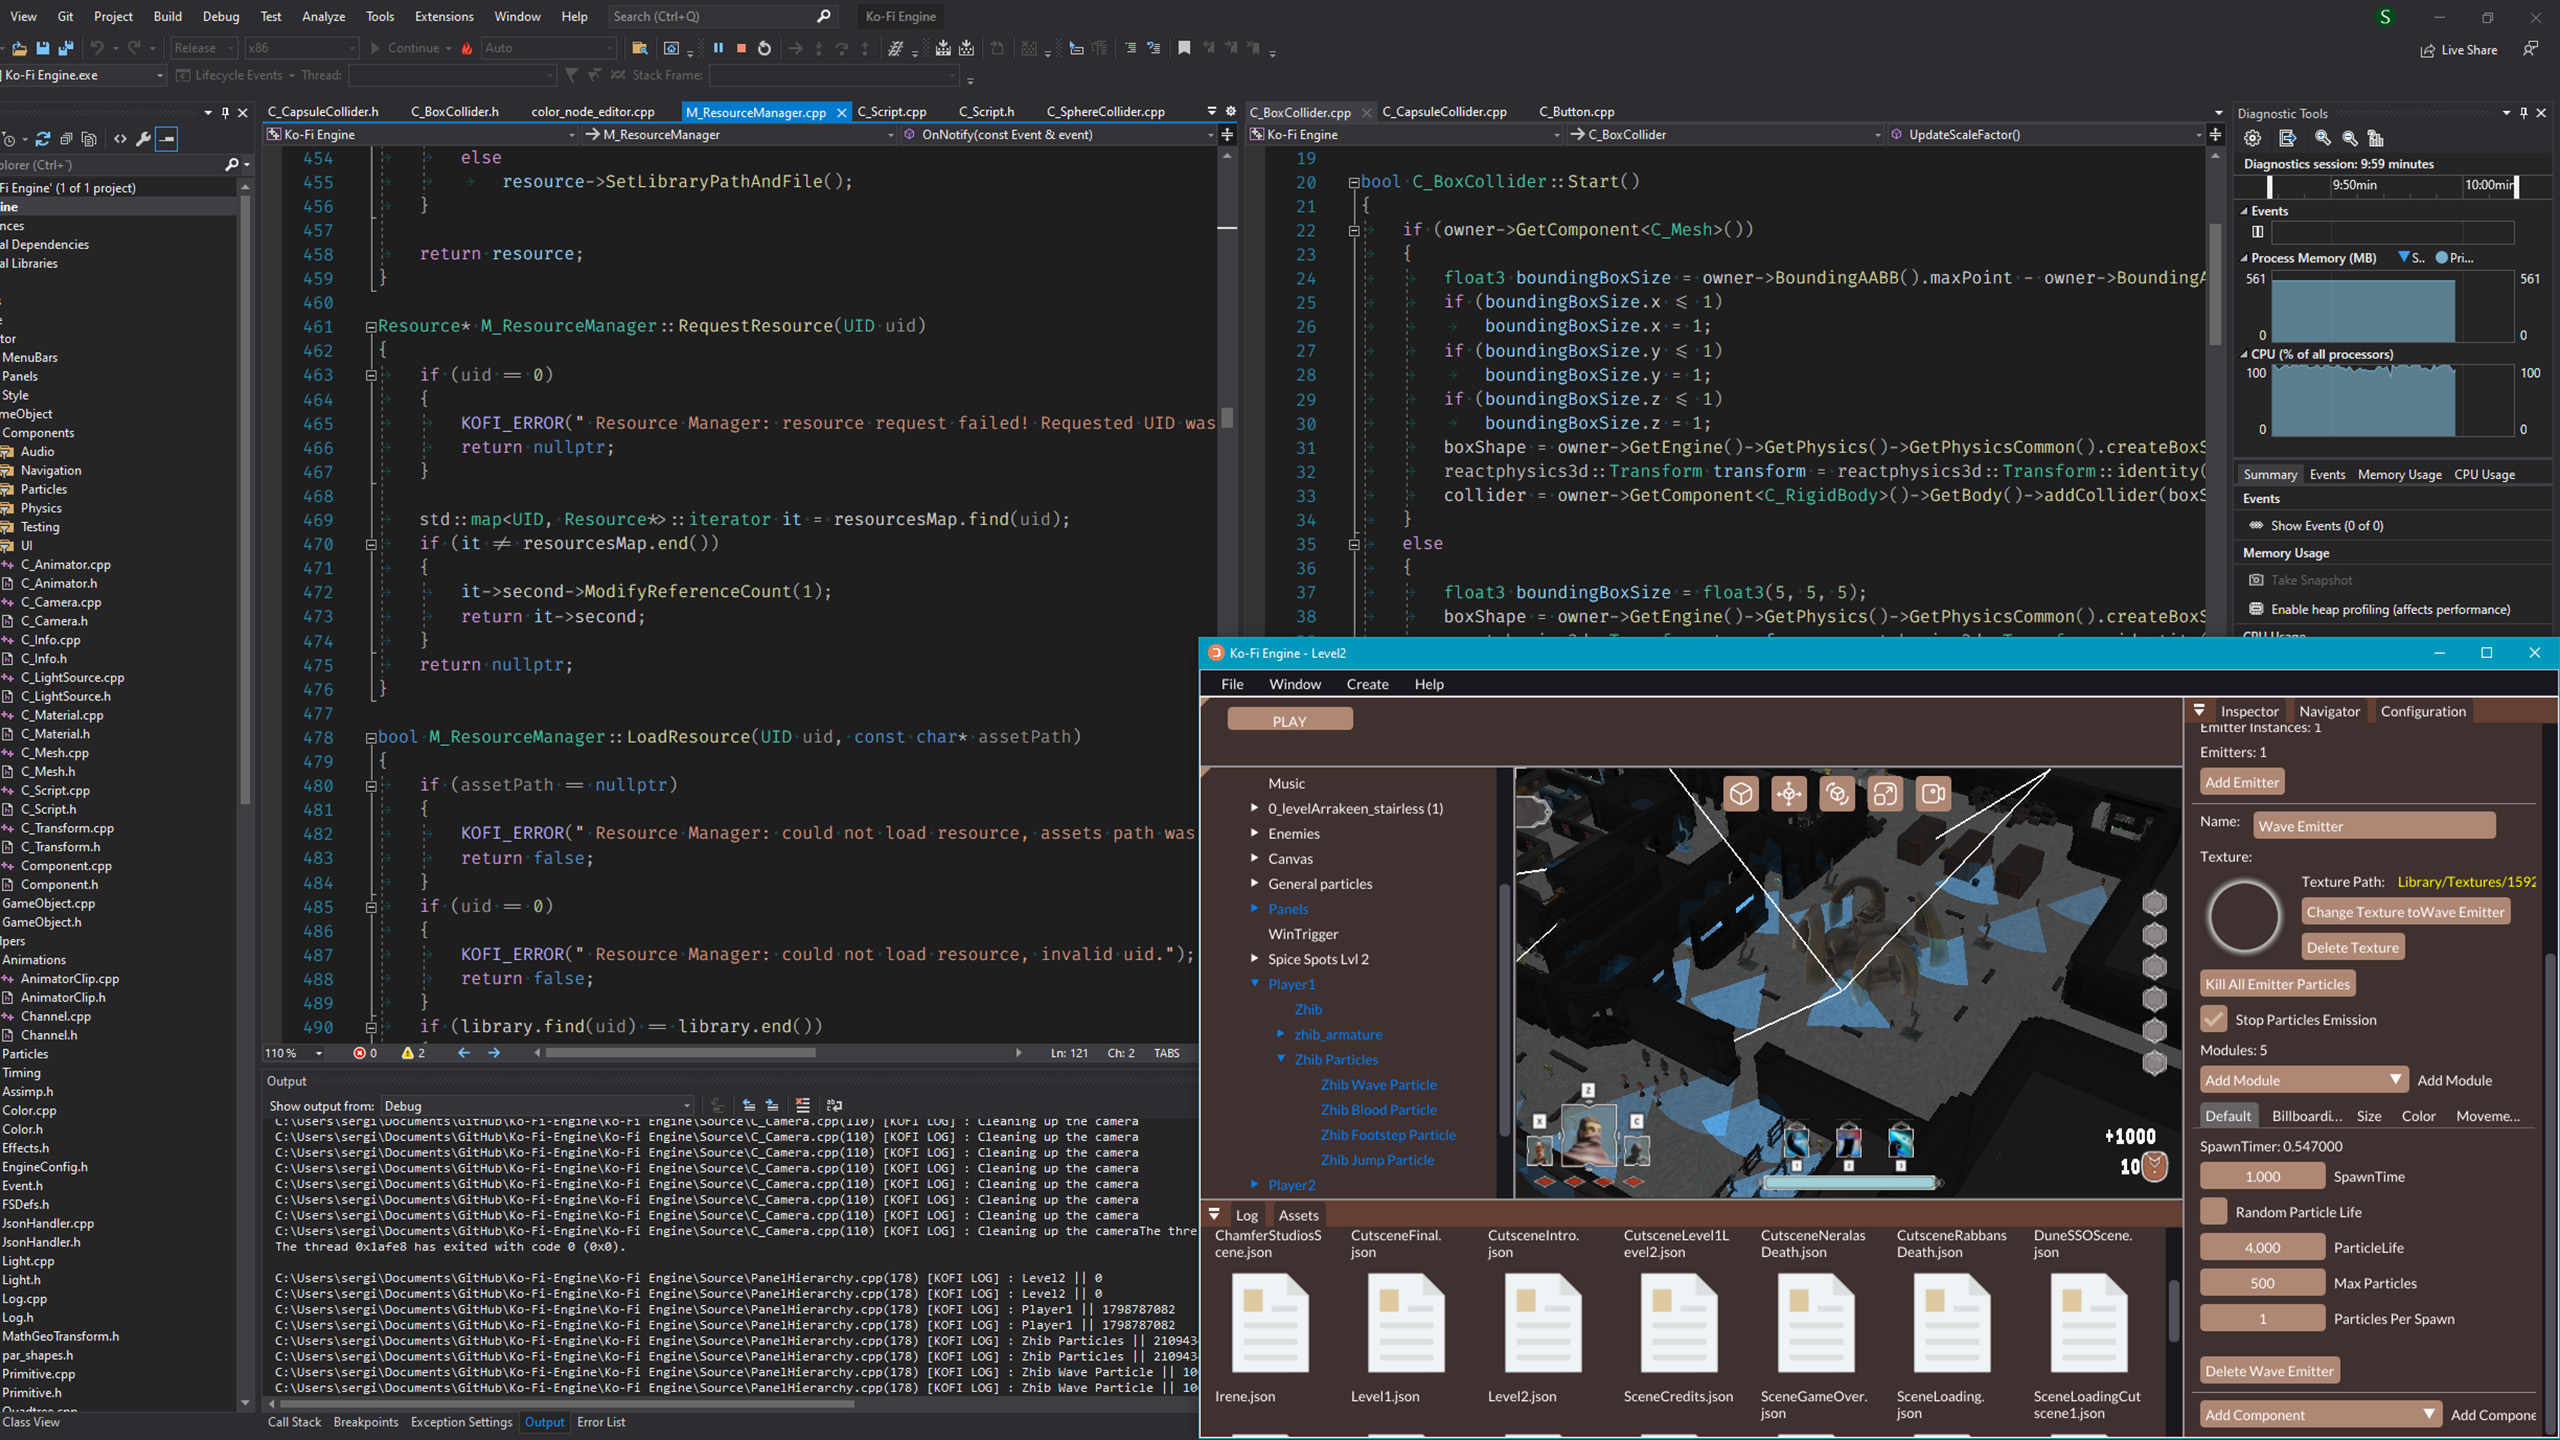 View Git Project Build Debug Test Analyze Tools Extensions Window Help Search (Ctrl+Q) Ko-Fi Engine S
Release x86 Continue Auto Live Share
Ko-Fi Engine.exe Lifecycle Events Thread: Stack Frame:
C_CapsuleCollider.h C_BoxCollider.h color_node_editor.cpp M_ResourceManager.cpp C_Script.cpp C_Script.h C_SphereCollider.cpp
Ko-Fi Engine M_ResourceManager OnNotify(const Event & event)
454 else
455 resource->SetLibraryPathAndFile();
456 }
457
458 return resource;
459 }
460
461 Resource* M_ResourceManager::RequestResource(UID uid)
462 {
463 if (uid == 0)
464 {
465 KOFI_ERROR(" Resource Manager: resource request failed! Requested UID was
466 return nullptr;
467 }
468
469 std::map<UID, Resource*>::iterator it = resourcesMap.find(uid);
470 if (it ≠ resourcesMap.end())
471 {
472 it->second->ModifyReferenceCount(1);
473 return it->second;
474 }
475 return nullptr;
476 }
477
478 bool M_ResourceManager::LoadResource(UID uid, const char* assetPath)
479 {
480 if (assetPath == nullptr)
481 {
482 KOFI_ERROR(" Resource Manager: could not load resource, assets path was
483 return false;
484 }
485 if (uid == 0)
486 {
487 KOFI_ERROR(" Resource Manager: could not load resource, invalid uid.");
488 return false;
489 }
490 if (library.find(uid) == library.end())
110 % 0 2 Ln: 121 Ch: 2 TABS
C_BoxCollider.cpp C_CapsuleCollider.cpp C_Button.cpp
Ko-Fi Engine C_BoxCollider UpdateScaleFactor()
19
20 bool C_BoxCollider::Start()
21 {
22 if (owner->GetComponent<C_Mesh>())
23 {
24 float3 boundingBoxSize = owner->BoundingAABB().maxPoint - owner->BoundingA
25 if (boundingBoxSize.x ≤ 1)
26 boundingBoxSize.x = 1;
27 if (boundingBoxSize.y ≤ 1)
28 boundingBoxSize.y = 1;
29 if (boundingBoxSize.z ≤ 1)
30 boundingBoxSize.z = 1;
31 boxShape = owner->GetEngine()->GetPhysics()->GetPhysicsCommon().createBoxS
32 reactphysics3d::Transform transform = reactphysics3d::Transform::identity(
33 collider = owner->GetComponent<C_RigidBody>()->GetBody()->addCollider(boxS
34 }
35 else
36 {
37 float3 boundingBoxSize = float3(5, 5, 5);
38 boxShape = owner->GetEngine()->GetPhysics()->GetPhysicsCommon().createBoxS
Diagnostic Tools
Diagnostics session: 9:59 minutes
9:50min 10:00min
Events
Process Memory (MB) S.. Pri...
561 561
0 0
CPU (% of all processors)
100 100
0 0
Summary Events Memory Usage CPU Usage
Events
Show Events (0 of 0)
Memory Usage
Take Snapshot
Enable heap profiling (affects performance)
CPU Usage
plorer (Ctrl+¨)
Fi Engine' (1 of 1 project)
ine
nces
al Dependencies
al Libraries
s
e
tor
MenuBars
Panels
Style
meObject
Components
Audio
Navigation
Particles
Physics
Testing
UI
C_Animator.cpp
C_Animator.h
C_Camera.cpp
C_Camera.h
C_Info.cpp
C_Info.h
C_LightSource.cpp
C_LightSource.h
C_Material.cpp
C_Material.h
C_Mesh.cpp
C_Mesh.h
C_Script.cpp
C_Script.h
C_Transform.cpp
C_Transform.h
Component.cpp
Component.h
GameObject.cpp
GameObject.h
lpers
Animations
AnimatorClip.cpp
AnimatorClip.h
Channel.cpp
Channel.h
Particles
Timing
Assimp.h
Color.cpp
Color.h
Effects.h
EngineConfig.h
Event.h
FSDefs.h
JsonHandler.cpp
JsonHandler.h
Light.cpp
Light.h
Log.cpp
Log.h
MathGeoTransform.h
par_shapes.h
Primitive.cpp
Primitive.h
Quadtree.cpp
Class View
Output
Show output from: Debug
C:\Users\sergi\Documents\GitHub\Ko-Fi-Engine\Ko-Fi Engine\Source\C_Camera.cpp(110) [KOFI LOG] : Cleaning up the camera
C:\Users\sergi\Documents\GitHub\Ko-Fi-Engine\Ko-Fi Engine\Source\C_Camera.cpp(110) [KOFI LOG] : Cleaning up the camera
C:\Users\sergi\Documents\GitHub\Ko-Fi-Engine\Ko-Fi Engine\Source\C_Camera.cpp(110) [KOFI LOG] : Cleaning up the camera
C:\Users\sergi\Documents\GitHub\Ko-Fi-Engine\Ko-Fi Engine\Source\C_Camera.cpp(110) [KOFI LOG] : Cleaning up the camera
C:\Users\sergi\Documents\GitHub\Ko-Fi-Engine\Ko-Fi Engine\Source\C_Camera.cpp(110) [KOFI LOG] : Cleaning up the camera
C:\Users\sergi\Documents\GitHub\Ko-Fi-Engine\Ko-Fi Engine\Source\C_Camera.cpp(110) [KOFI LOG] : Cleaning up the camera
C:\Users\sergi\Documents\GitHub\Ko-Fi-Engine\Ko-Fi Engine\Source\C_Camera.cpp(110) [KOFI LOG] : Cleaning up the camera
C:\Users\sergi\Documents\GitHub\Ko-Fi-Engine\Ko-Fi Engine\Source\C_Camera.cpp(110) [KOFI LOG] : Cleaning up the cameraThe thre
The thread 0x1afe8 has exited with code 0 (0x0).
C:\Users\sergi\Documents\GitHub\Ko-Fi-Engine\Ko-Fi Engine\Source\PanelHierarchy.cpp(178) [KOFI LOG] : Level2 || 0
C:\Users\sergi\Documents\GitHub\Ko-Fi-Engine\Ko-Fi Engine\Source\PanelHierarchy.cpp(178) [KOFI LOG] : Level2 || 0
C:\Users\sergi\Documents\GitHub\Ko-Fi-Engine\Ko-Fi Engine\Source\PanelHierarchy.cpp(178) [KOFI LOG] : Player1 || 1798787082
C:\Users\sergi\Documents\GitHub\Ko-Fi-Engine\Ko-Fi Engine\Source\PanelHierarchy.cpp(178) [KOFI LOG] : Player1 || 1798787082
C:\Users\sergi\Documents\GitHub\Ko-Fi-Engine\Ko-Fi Engine\Source\PanelHierarchy.cpp(178) [KOFI LOG] : Zhib Particles || 210943
C:\Users\sergi\Documents\GitHub\Ko-Fi-Engine\Ko-Fi Engine\Source\PanelHierarchy.cpp(178) [KOFI LOG] : Zhib Particles || 210943
C:\Users\sergi\Documents\GitHub\Ko-Fi-Engine\Ko-Fi Engine\Source\PanelHierarchy.cpp(178) [KOFI LOG] : Zhib Wave Particle || 10
C:\Users\sergi\Documents\GitHub\Ko-Fi-Engine\Ko-Fi Engine\Source\PanelHierarchy.cpp(178) [KOFI LOG] : Zhib Wave Particle || 10
Call Stack Breakpoints Exception Settings Output Error List
Ko-Fi Engine - Level2
File Window Create Help
PLAY
Music
0_levelArrakeen_stairless (1)
Enemies
Canvas
General particles
Panels
WinTrigger
Spice Spots Lvl 2
Player1
Zhib
zhib_armature
Zhib Particles
Zhib Wave Particle
Zhib Blood Particle
Zhib Footstep Particle
Zhib Jump Particle
Player2
Z
X C
1 2 3
+1000
10
Inspector Navigator Configuration
Emitter Instances: 1
Emitters: 1
Add Emitter
Name: Wave Emitter
Texture:
Texture Path: Library/Textures/1592
Change Texture toWave Emitter
Delete Texture
Kill All Emitter Particles
Stop Particles Emission
Modules: 5
Add Module Add Module
Default Billboardi... Size Color Moveme...
SpawnTimer: 0.547000
1.000 SpawnTime
Random Particle Life
4.000 ParticleLife
500 Max Particles
1 Particles Per Spawn
Delete Wave Emitter
Add Component Add Compone
Log Assets
ChamferStudiosS CutsceneFinal. CutsceneIntro. CutsceneLevel1L CutsceneNeralas CutsceneRabbans DuneSSOScene.
cene.json json json evel2.json Death.json Death.json json
Irene.json Level1.json Level2.json SceneCredits.json SceneGameOver. SceneLoading. SceneLoadingCut
json json scene1.json